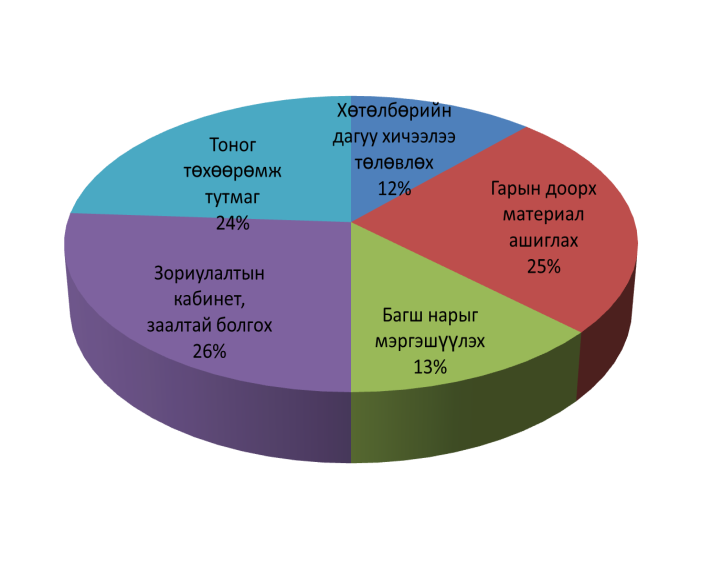 Хөтөлбөрийн
дагуу хичээлээ
төлөвлөх
12%
Гарын доорх
материал
ашиглах
25%
Багш нарыг
мэргэшүүлэх
13%
Зориулалтын
кабинет,
заалтай болгох
26%
Тоног
төхөөрөмж
тутмаг
24%